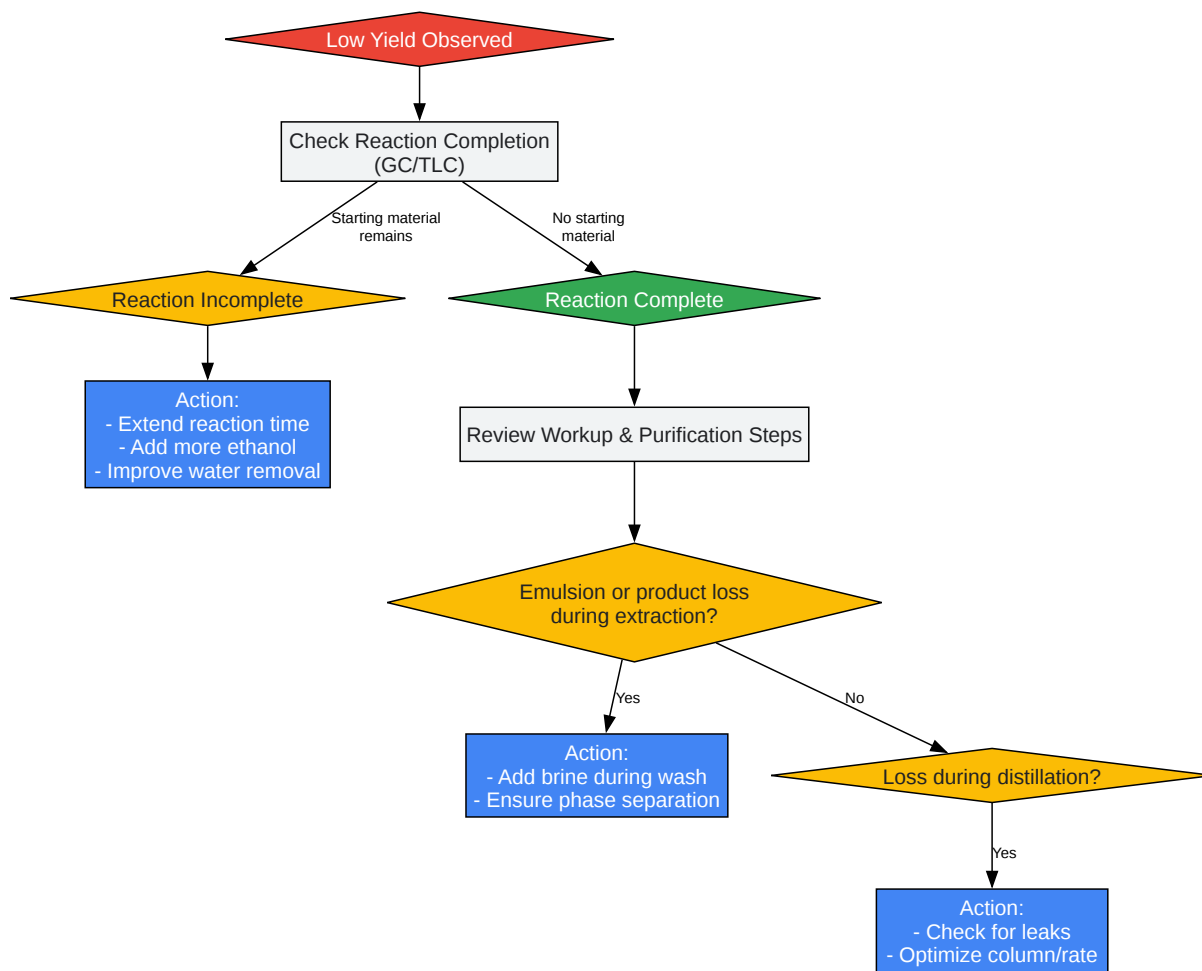 Low Yield Observed
Check Reaction Completion
(GC/TLC)
Starting material
remains
No starting
material
Reaction Incomplete
Reaction Complete
Action:
- Extend reaction time
- Add more ethanol
- Improve water removal
Review Workup & Purification Steps
Emulsion or product loss
during extraction?
Yes
No
Action:
- Add brine during wash
- Ensure phase separation
Loss during distillation?
Yes
Action:
- Check for leaks
- Optimize column/rate